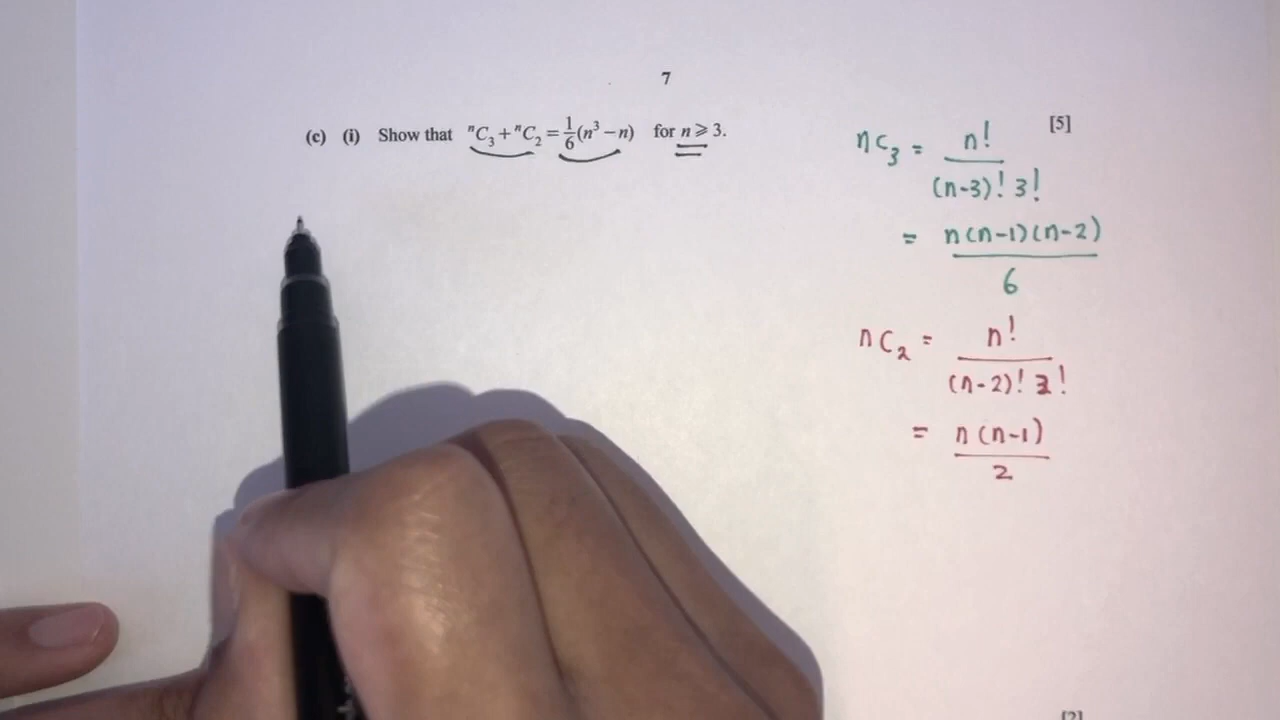 7
(c) (i) Show that ⁿC₃ + ⁿC₂ = 1/6 (n³ − n) for n ⩾ 3.
[5]
nC₃ = n! / (n-3)! 3!
= n(n-1)(n-2) / 6
nC₂ = n! / (n-2)! 2!
= n(n-1) / 2
[2]